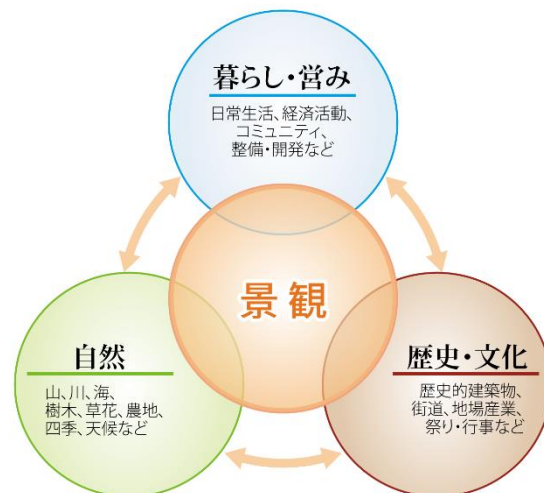 暮らし・営み
日常生活、経済活動、
コミュニティ、
整備・開発など
景観
自然
山、川、海、
樹木、草花、農地、
四季、天候など
歴史・文化
歴史的建築物、
街道、地場産業、
祭り・行事など